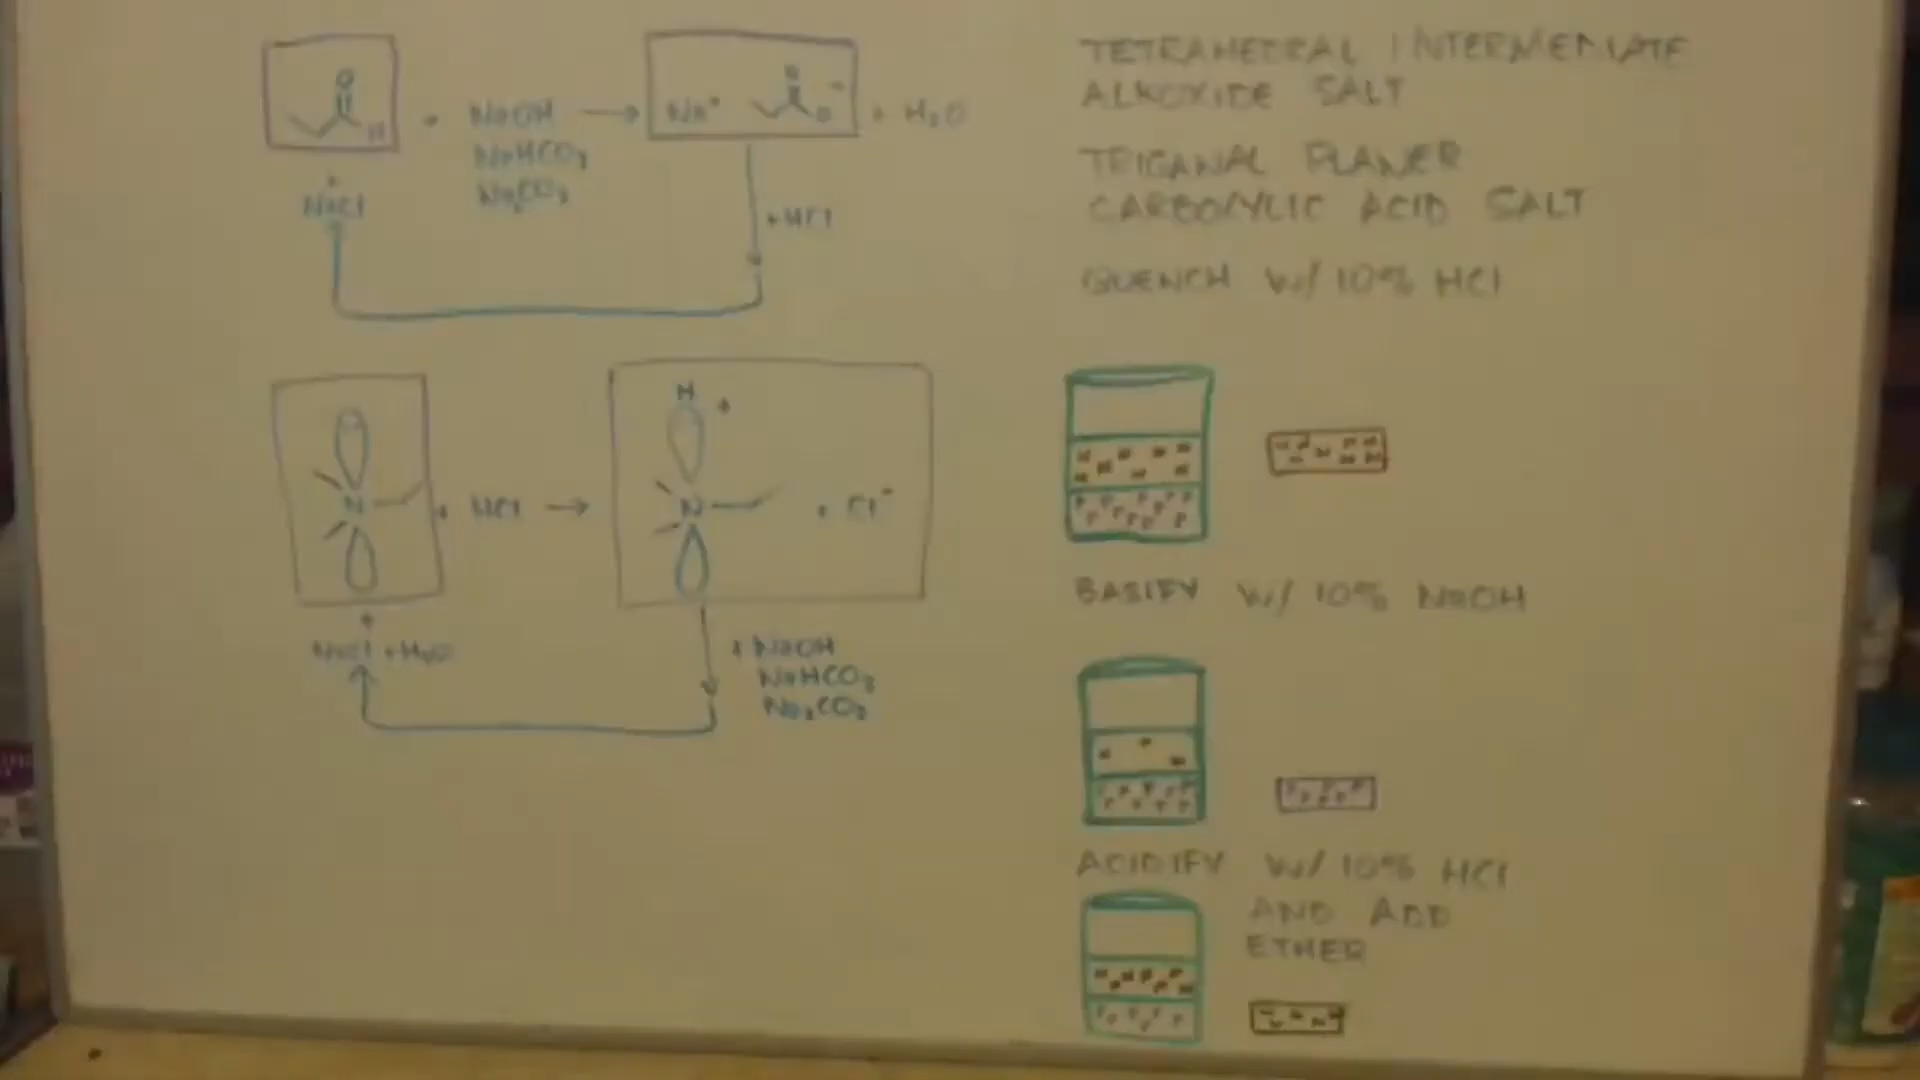 O
H
+ NaOH → Na+ O O - + H2O
NaHCO3
Na2CO3
+
NaCl
+HCl
N + HCl → H + N + Cl-
+
NaCl + H2O
+ NaOH
NaHCO3
Na2CO3
TETRAHEDRAL INTERMEDIATE
ALKOXIDE SALT
TRIGANAL PLANER
CARBOXYLIC ACID SALT
QUENCH W/ 10% HCl
BASIFY W/ 10% NaOH
ACIDIFY W/ 10% HCl
AND ADD
ETHER